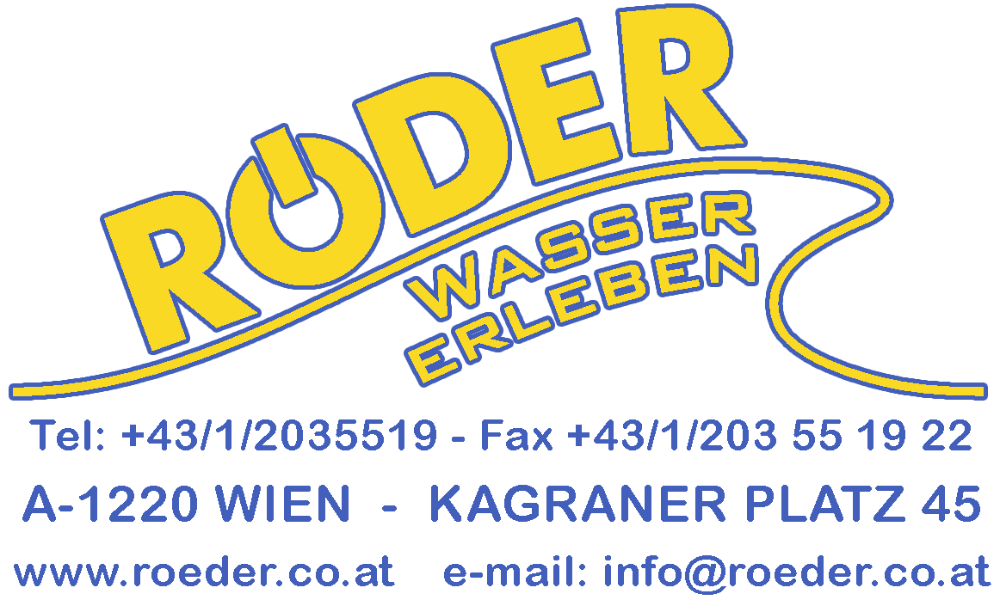 RODER
WASSER
ERLEBEN
Tel: +43/1/2035519 - Fax +43/1/203 55 19 22
A-1220 WIEN - KAGRANER PLATZ 45
www.roeder.co.at e-mail: info@roeder.co.at